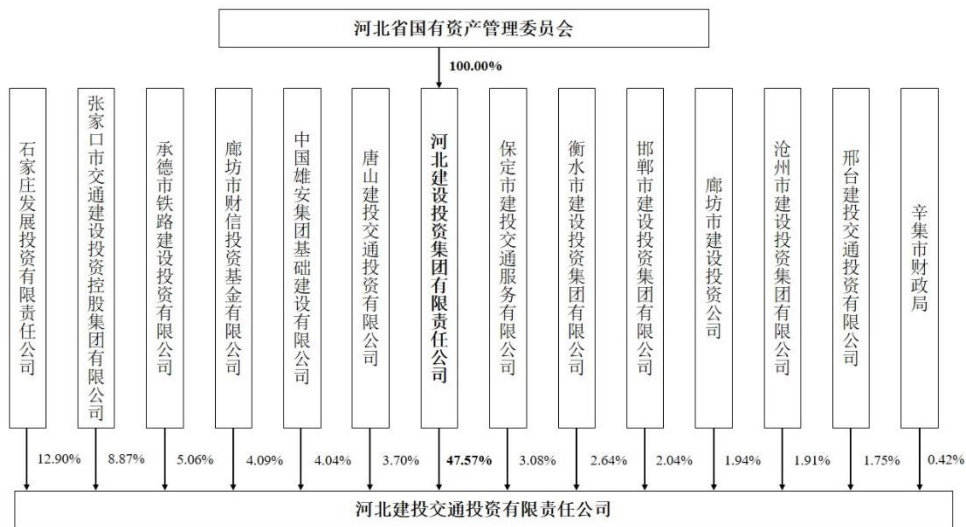 河北省国有资产管理委员会
100.00%
石家庄发展投资有限责任公司
张家口市交通建设投资控股集团有限公司
承德市铁路建设投资有限公司
廊坊市财信投资基金有限公司
中国雄安集团基础建设有限公司
唐山建投交通投资有限公司
河北建设投资集团有限责任公司
保定市建投交通服务有限公司
衡水市建设投资集团有限公司
邯郸市建设投资集团有限公司
廊坊市建设投资公司
沧州市建设投资集团有限公司
邢台建投交通投资有限公司
辛集市财政局
12.90%
8.87%
5.06%
4.09%
4.04%
3.70%
47.57%
3.08%
2.64%
2.04%
1.94%
1.91%
1.75%
0.42%
河北建投交通投资有限责任公司